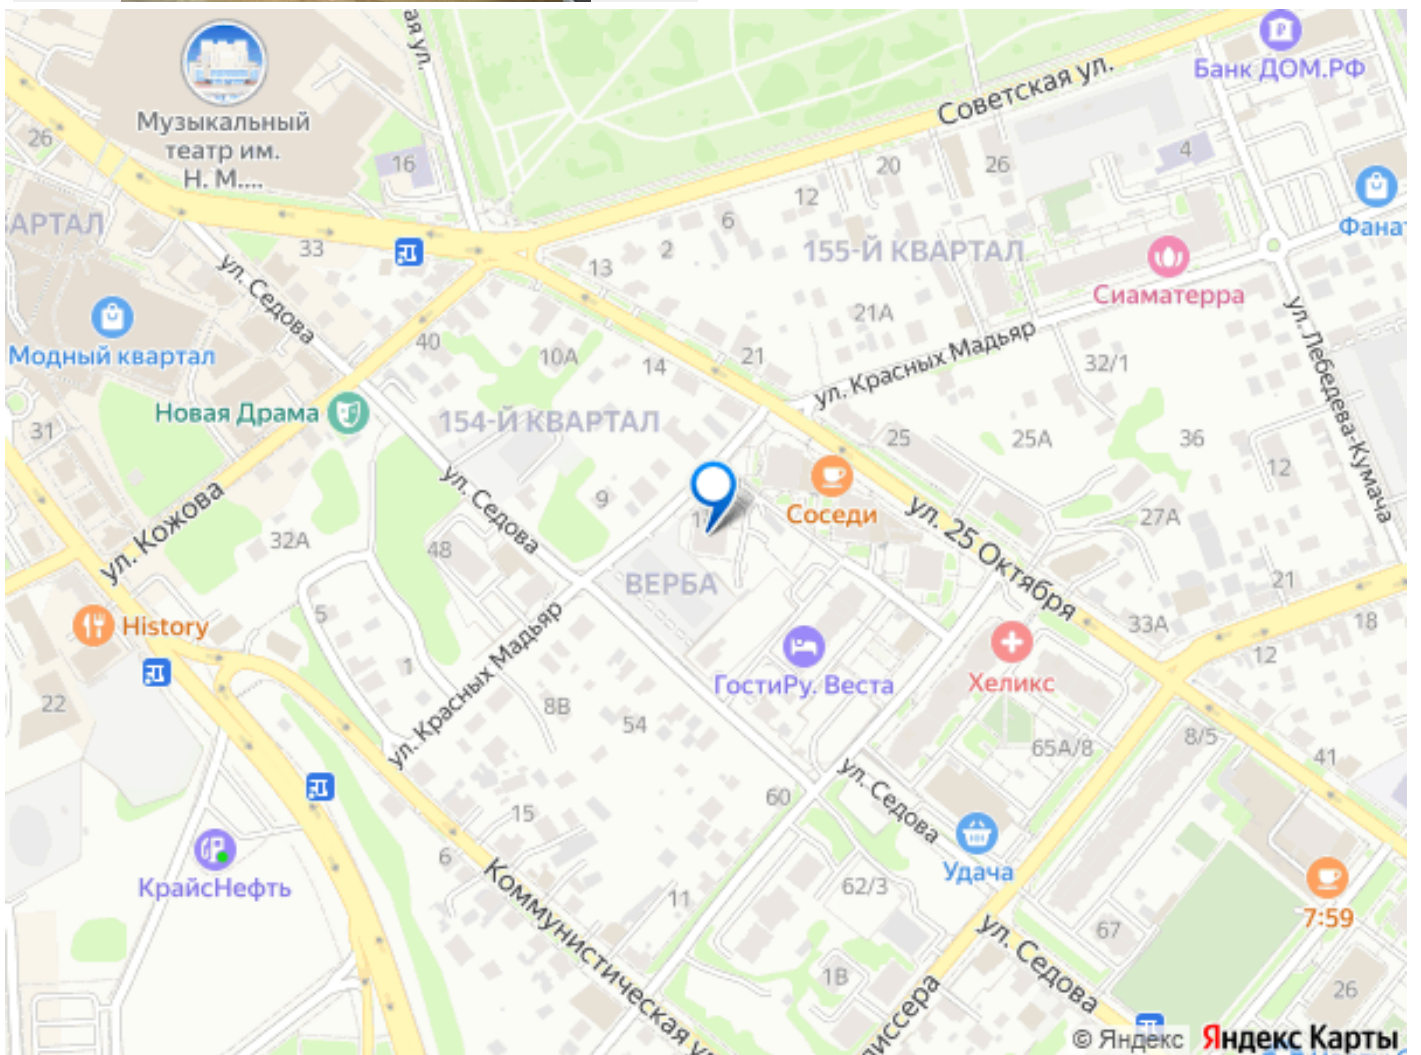 ая ул.
Банк ДОМ.РФ
Советская ул.
Музыкальный
театр им.
Н. М....
26
16
20
26
4
12
6
2
Фанат
АРТАЛ
33
155-Й КВАРТАЛ
13
ул. Седова
Сиаматерра
21А
Модный квартал
40
10А
14
21
ул. Красных Мадьяр
32/1
ул. Лебедева-Кумача
Новая Драма
154-Й КВАРТАЛ
31
25
25А
36
12
ул. Седова
9
Соседи
ул. 25 Октября
27А
ул. Кожова
32А
48
ВЕРБА
21
5
History
33А
18
12
1
ГостиРу. Веста
Хеликс
22
ул. Красных Мадьяр
8В
54
65А/8
8/5
41
60
ул. Седова
15
Удача
КрайсНефть
6
Коммунистическая у
11
62/3
7:59
67
ул. Седова
1В
26
лиссера
© Яндекс Яндекс Карты